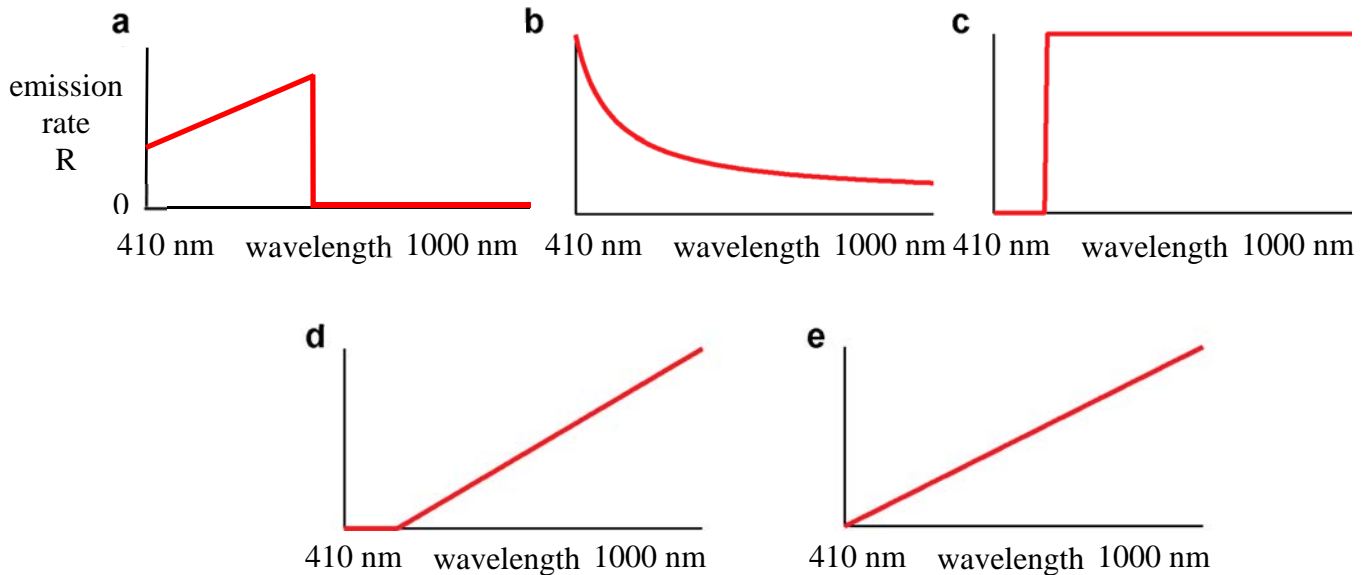 a
b
c
emission
rate
R
0
410 nm wavelength 1000 nm
410 nm wavelength 1000 nm
410 nm wavelength 1000 nm
d
e
410 nm wavelength 1000 nm
410 nm wavelength 1000 nm